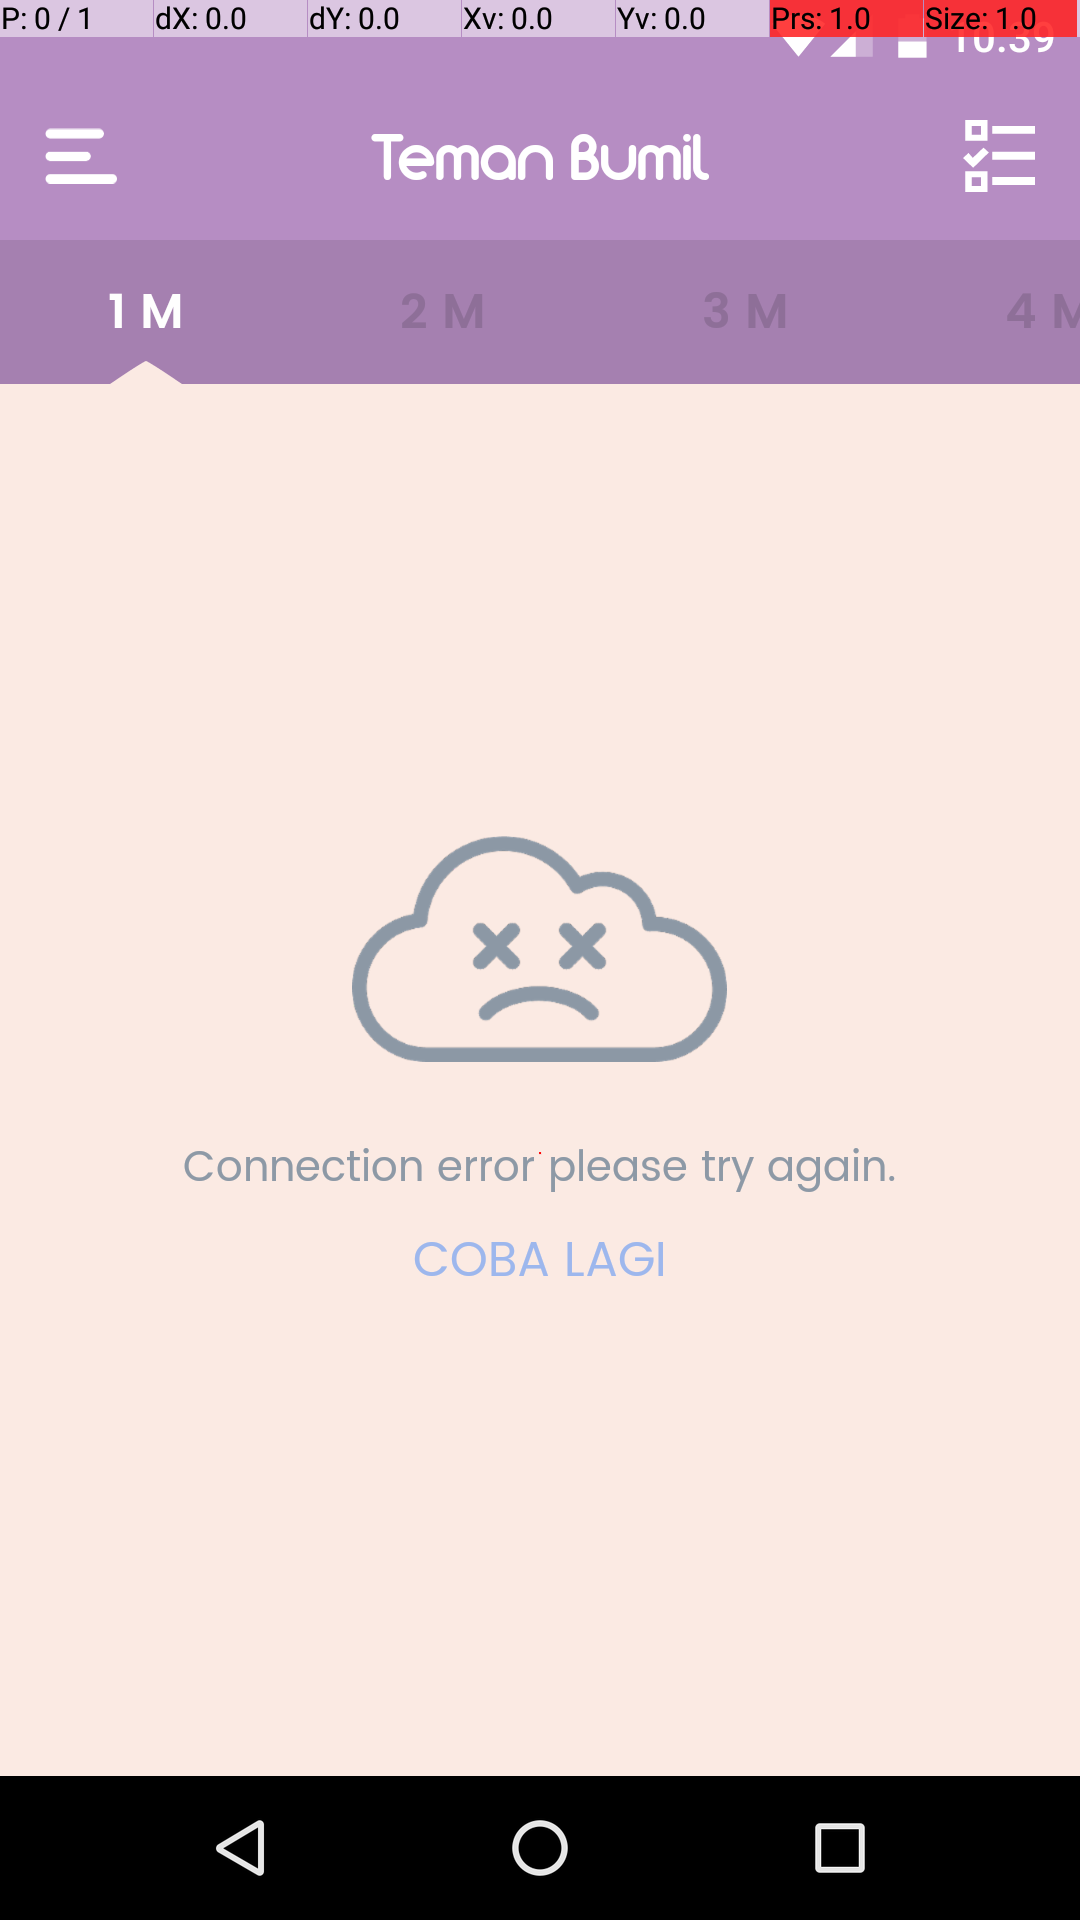 P: 0 / 1 dX: 0.0 dY: 0.0 Xv: 0.0 Yv: 0.0 Prs: 1.0 Size: 1.0
10:39
Teman Bumil
1 M 2 M 3 M 4 M
Connection error please try again.
COBA LAGI